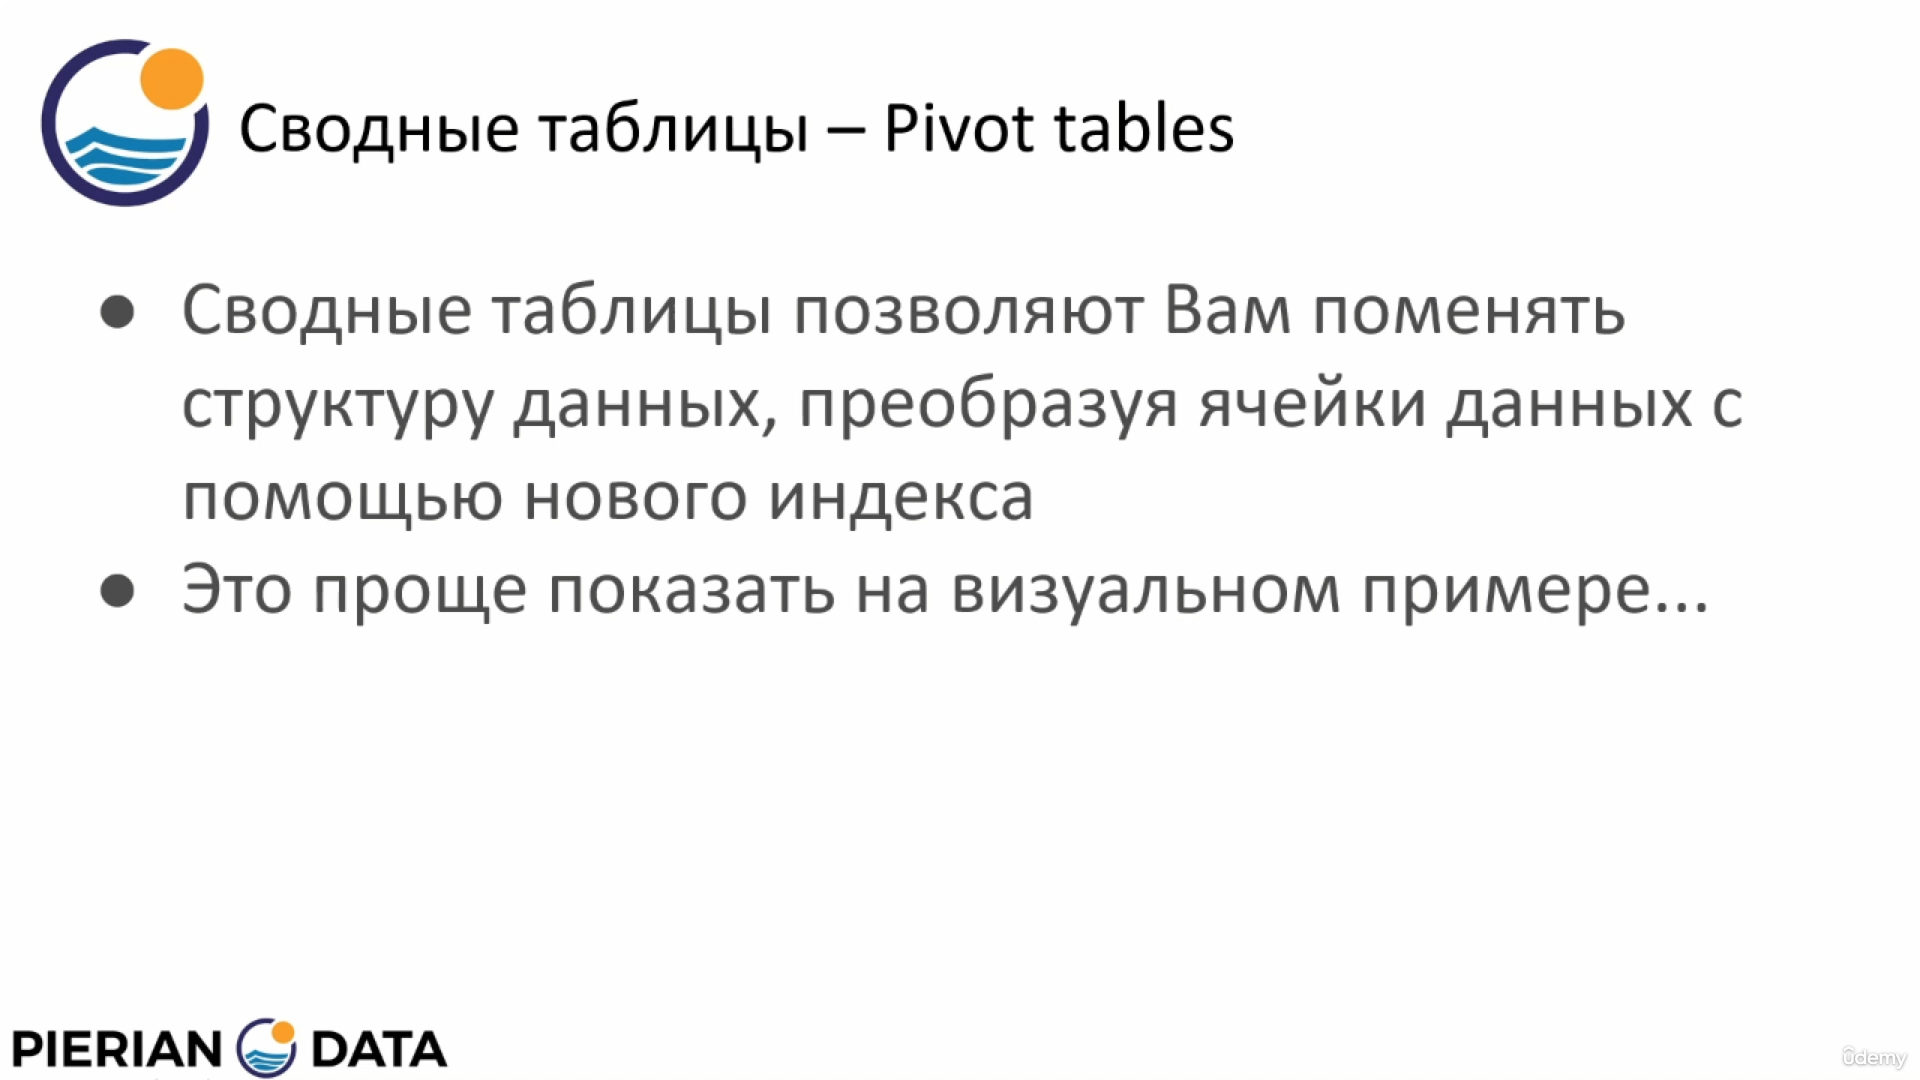 Сводные таблицы – Pivot tables
● Сводные таблицы позволяют Вам поменять
структуру данных, преобразуя ячейки данных с
помощью нового индекса
● Это проще показать на визуальном примере...
PIERIAN DATA
ûdemy